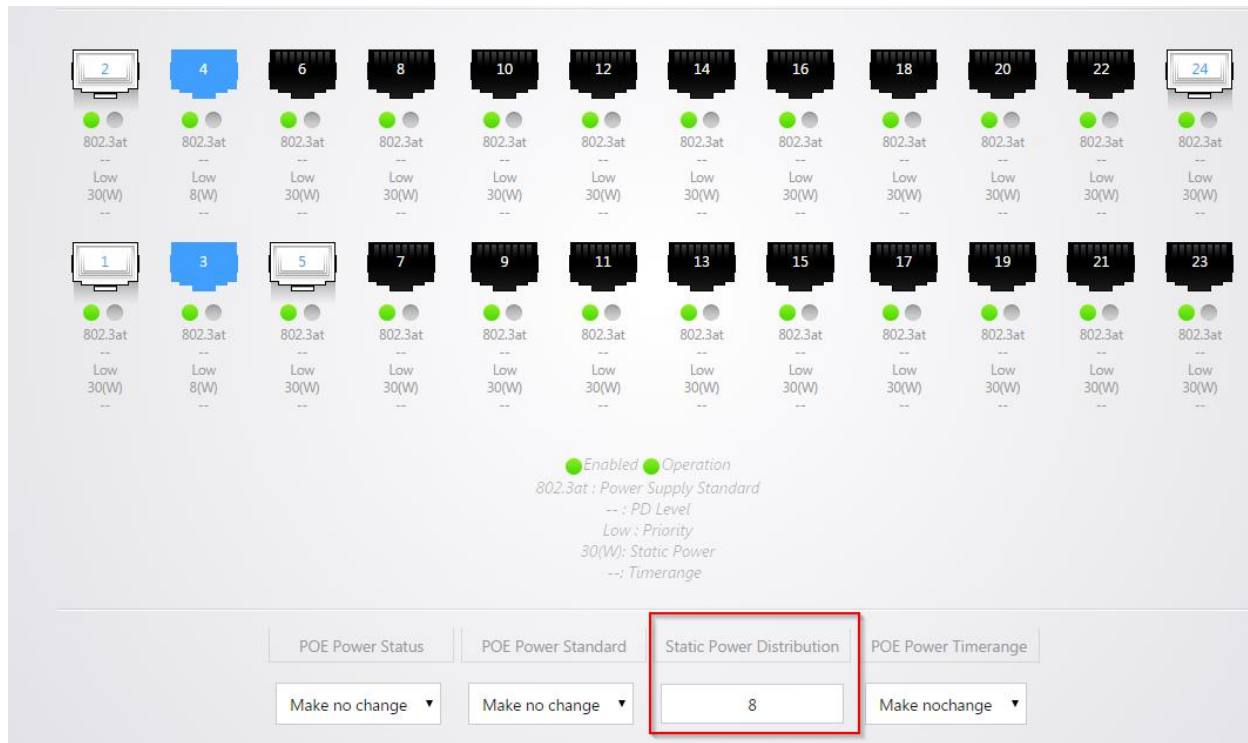 2 4 6 8 10 12 14 16 18 20 22 24
802.3at 802.3at 802.3at 802.3at 802.3at 802.3at 802.3at 802.3at 802.3at 802.3at 802.3at 802.3at
-- -- -- -- -- -- -- -- -- -- -- --
Low Low Low Low Low Low Low Low Low Low Low Low
30(W) 8(W) 30(W) 30(W) 30(W) 30(W) 30(W) 30(W) 30(W) 30(W) 30(W) 30(W)
-- -- -- -- -- -- -- -- -- -- -- --
1 3 5 7 9 11 13 15 17 19 21 23
802.3at 802.3at 802.3at 802.3at 802.3at 802.3at 802.3at 802.3at 802.3at 802.3at 802.3at 802.3at
-- -- -- -- -- -- -- -- -- -- -- --
Low Low Low Low Low Low Low Low Low Low Low Low
30(W) 8(W) 30(W) 30(W) 30(W) 30(W) 30(W) 30(W) 30(W) 30(W) 30(W) 30(W)
-- -- -- -- -- -- -- -- -- -- -- --
Enabled Operation
802.3at : Power Supply Standard
-- : PD Level
Low : Priority
30(W): Static Power
--: Timerange
POE Power Status POE Power Standard Static Power Distribution POE Power Timerange
Make no change Make no change 8 Make nochange